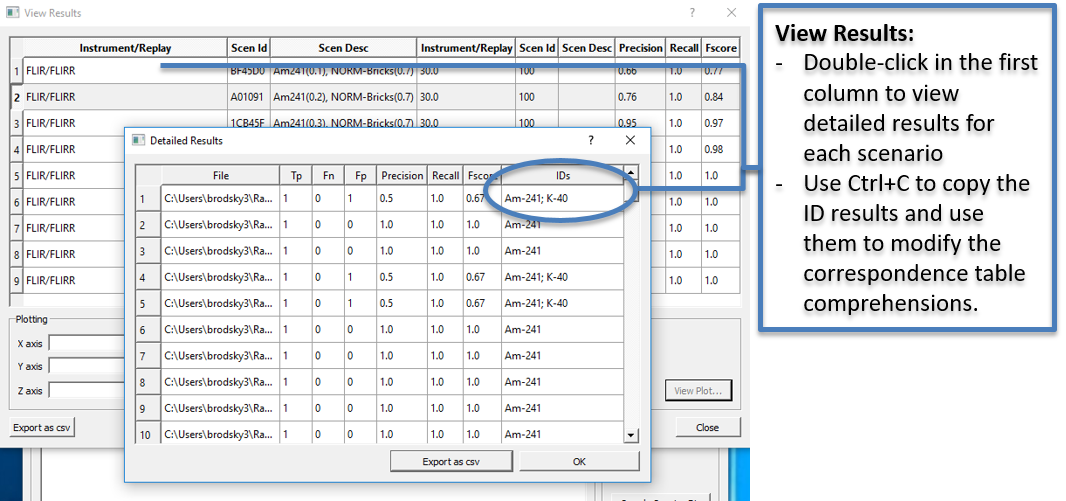 View Results
?
Instrument/Replay Scen Id Scen Desc Instrument/Replay Scen Id Scen Desc Precision Recall Fscore
1 FLIR/FLIRR BF45D0 Am241(0.1), NORM-Bricks(0.7) 30.0 100 0.66 1.0 0.77
2 FLIR/FLIRR A01091 Am241(0.2), NORM-Bricks(0.7) 30.0 100 0.76 1.0 0.84
3 FLIR/FLIRR 1CB45F Am241(0.3), NORM-Bricks(0.7) 30.0 100 0.95 1.0 0.97
4 FLIR/FLIRR 1.0 0.98
5 FLIR/FLIRR 1.0 1.0
6 FLIR/FLIRR 1.0 1.0
7 FLIR/FLIRR 1.0 1.0
8 FLIR/FLIRR 1.0 1.0
9 FLIR/FLIRR 1.0 1.0
Plotting
X axis
Y axis
Z axis
View Plot...
Export as csv
Close
Detailed Results
?
File Tp Fn Fp Precision Recall Fscore IDs
1 C:\Users\brodsky3\Ra... 1 0 1 0.5 1.0 0.67 Am-241; K-40
2 C:\Users\brodsky3\Ra... 1 0 0 1.0 1.0 1.0 Am-241
3 C:\Users\brodsky3\Ra... 1 0 0 1.0 1.0 1.0 Am-241
4 C:\Users\brodsky3\Ra... 1 0 1 0.5 1.0 0.67 Am-241; K-40
5 C:\Users\brodsky3\Ra... 1 0 1 0.5 1.0 0.67 Am-241; K-40
6 C:\Users\brodsky3\Ra... 1 0 0 1.0 1.0 1.0 Am-241
7 C:\Users\brodsky3\Ra... 1 0 0 1.0 1.0 1.0 Am-241
8 C:\Users\brodsky3\Ra... 1 0 0 1.0 1.0 1.0 Am-241
9 C:\Users\brodsky3\Ra... 1 0 0 1.0 1.0 1.0 Am-241
10 C:\Users\brodsky3\Ra... 1 0 0 1.0 1.0 1.0 Am-241
Export as csv
OK
View Results:
- Double-click in the first
column to view
detailed results for
each scenario
- Use Ctrl+C to copy the
ID results and use
them to modify the
correspondence table
comprehensions.